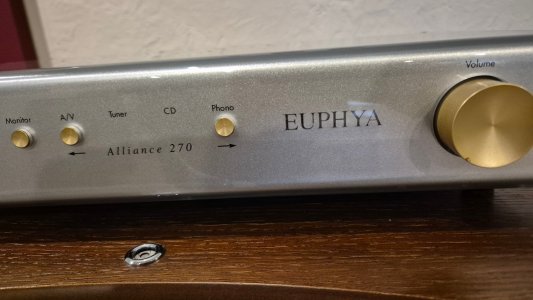 Volume
Monitor A/V Tuner CD Phono
EUPHYA
Alliance 270